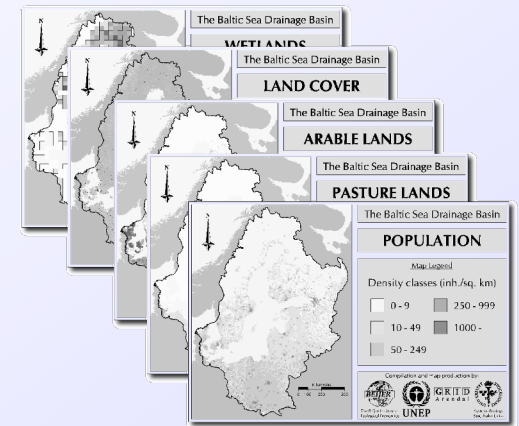 N
The Baltic Sea Drainage Basin
WETLANDS
N
The Baltic Sea Drainage Basin
LAND COVER
N
The Baltic Sea Drainage Basin
ARABLE LANDS
N
The Baltic Sea Drainage Basin
PASTURE LANDS
N
The Baltic Sea Drainage Basin
POPULATION
Map Legend
Density classes (inh./sq. km)
0 - 9
250 - 999
10 - 49
1000 -
50 - 249
Compilation and map production by:
BEIJER
UNEP
GRID
Arendal